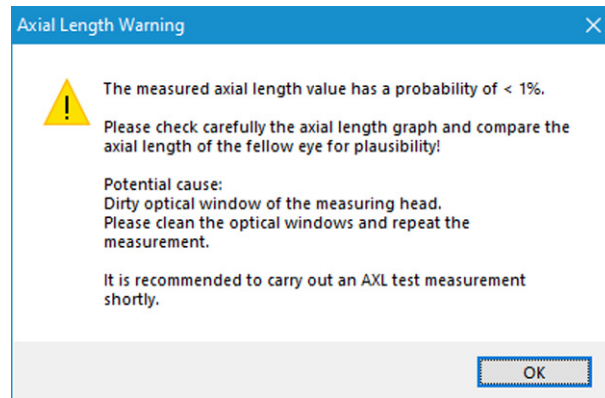 Axial Length Warning
The measured axial length value has a probability of < 1%.
Please check carefully the axial length graph and compare the
axial length of the fellow eye for plausibility!
Potential cause:
Dirty optical window of the measuring head.
Please clean the optical windows and repeat the
measurement.
It is recommended to carry out an AXL test measurement
shortly.
OK